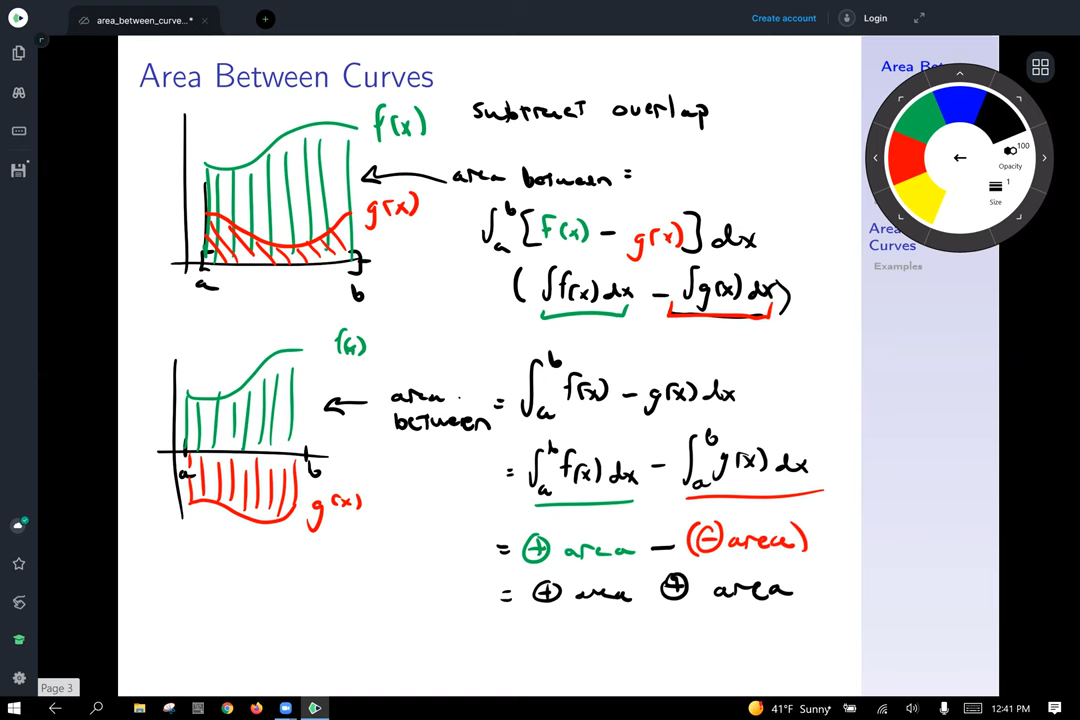 area_between_curve...*
Create account
Login
Area Between Curves
Area Be
f(x)
subtract overlap
100
Opacity
1
Size
area between =
g(x)
∫ₐᵇ [f(x) - g(x)] dx
a
b
(∫f(x) dx - ∫g(x) dx)
Area
Curves
Examples
f(x)
area between = ∫ₐᵇ f(x) - g(x) dx
a
b
= ∫ₐᵇ f(x) dx - ∫ₐᵇ g(x) dx
g(x)
= ⊕ area - (⊖ area)
= ⊕ area ⊕ area
Page 3
41°F Sunny
12:41 PM